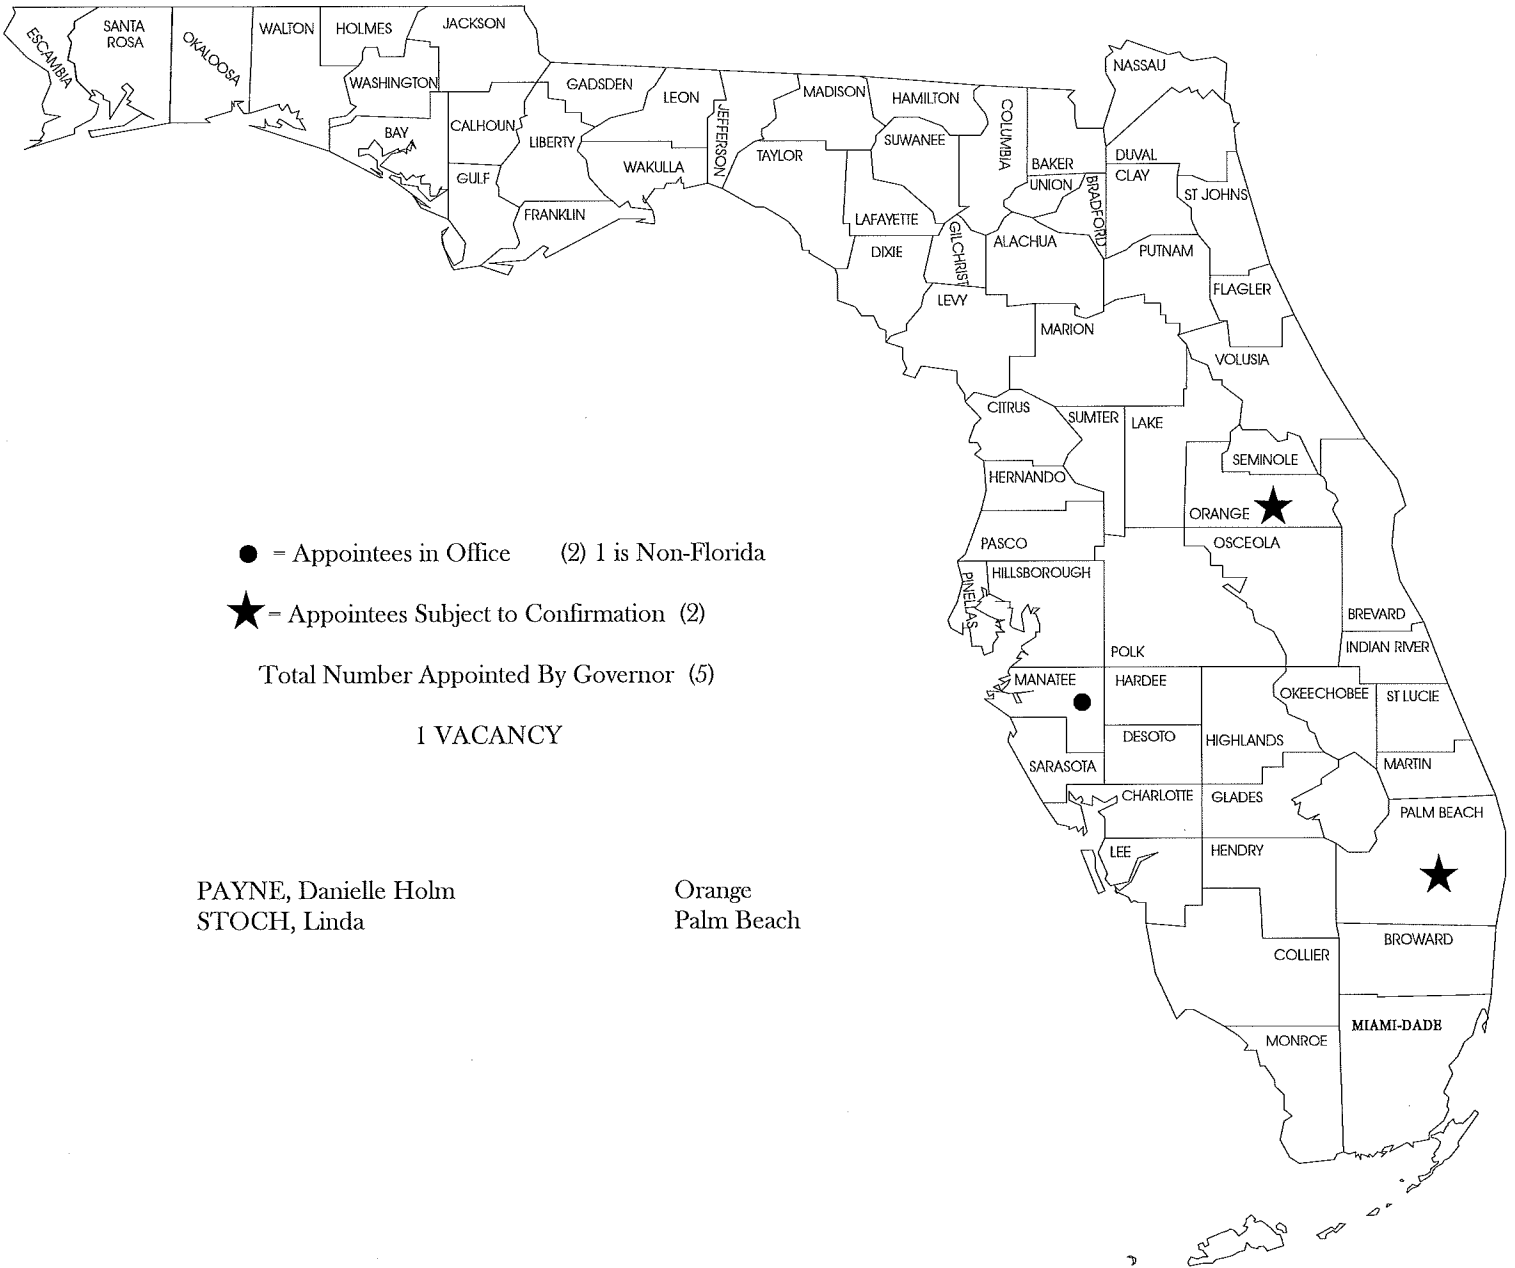 ESCAMBIA
SANTA
ROSA
OKALOOSA
WALTON
HOLMES
JACKSON
WASHINGTON
BAY
CALHOUN
GULF
GADSDEN
LIBERTY
FRANKLIN
LEON
WAKULLA
JEFFERSON
MADISON
TAYLOR
HAMILTON
SUWANEE
LAFAYETTE
DIXIE
COLUMBIA
GILCHRIST
LEVY
NASSAU
BAKER
UNION
BRADFORD
DUVAL
CLAY
ST JOHNS
ALACHUA
PUTNAM
FLAGLER
MARION
VOLUSIA
CITRUS
SUMTER
LAKE
SEMINOLE
HERNANDO
ORANGE
PASCO
OSCEOLA
HILLSBOROUGH
PINELLAS
POLK
BREVARD
INDIAN RIVER
MANATEE
HARDEE
OKEECHOBEE
ST LUCIE
DESOTO
HIGHLANDS
SARASOTA
MARTIN
CHARLOTTE
GLADES
PALM BEACH
LEE
HENDRY
BROWARD
COLLIER
MIAMI-DADE
MONROE
● = Appointees in Office (2) 1 is Non-Florida
★ = Appointees Subject to Confirmation (2)
Total Number Appointed By Governor (5)
1 VACANCY
PAYNE, Danielle Holm Orange
STOCH, Linda Palm Beach